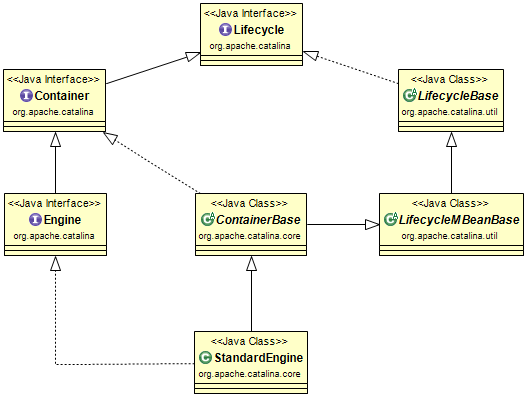 <<Java Interface>>
I Lifecycle
org.apache.catalina
<<Java Interface>>
I Container
org.apache.catalina
<<Java Class>>
C A LifecycleBase
org.apache.catalina.util
<<Java Interface>>
I Engine
org.apache.catalina
<<Java Class>>
C A ContainerBase
org.apache.catalina.core
<<Java Class>>
C A LifecycleMBeanBase
org.apache.catalina.util
<<Java Class>>
C StandardEngine
org.apache.catalina.core